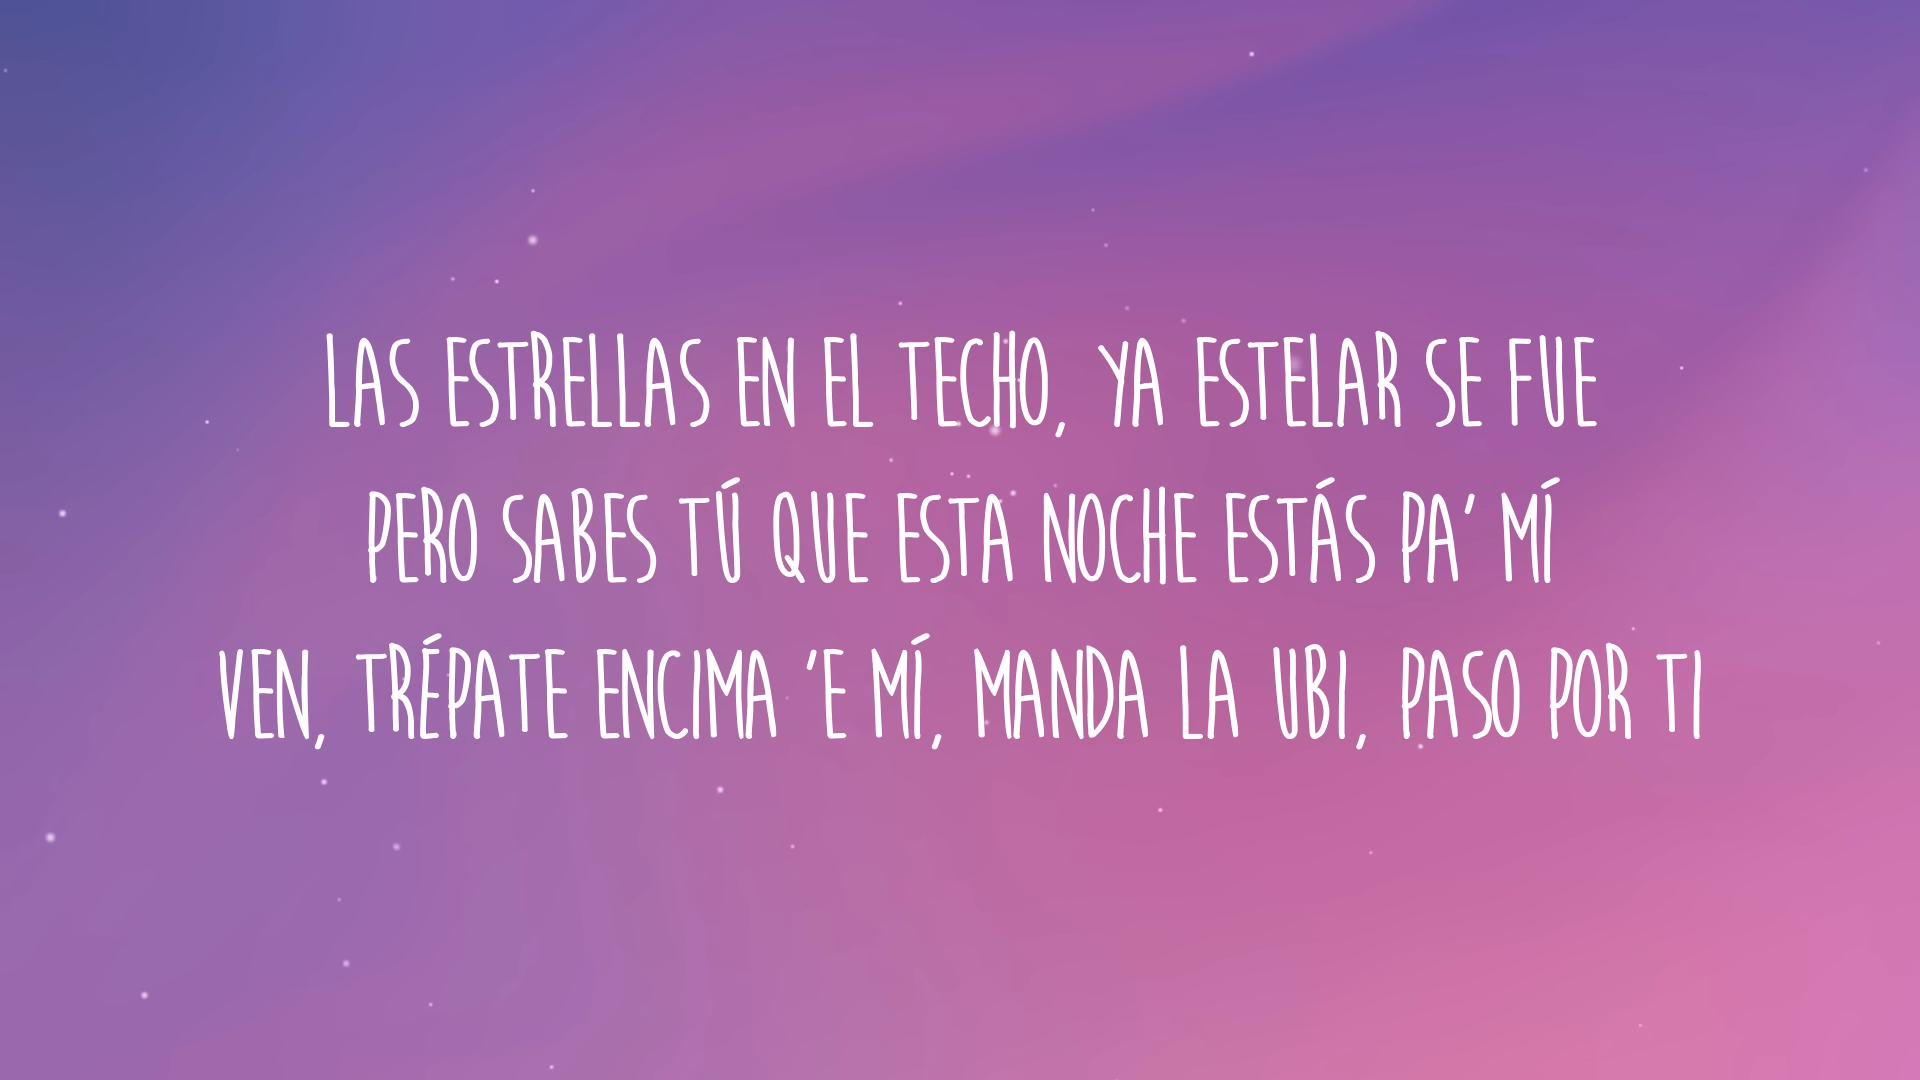 LAS ESTRELLAS EN EL TECHO, YA ESTELAR SE FUE
PERO SABES TÚ QUE ESTA NOCHE ESTÁS PA' MÍ
VEN, TRÉPATE ENCIMA 'E MÍ, MANDA LA UBI, PASO POR TI